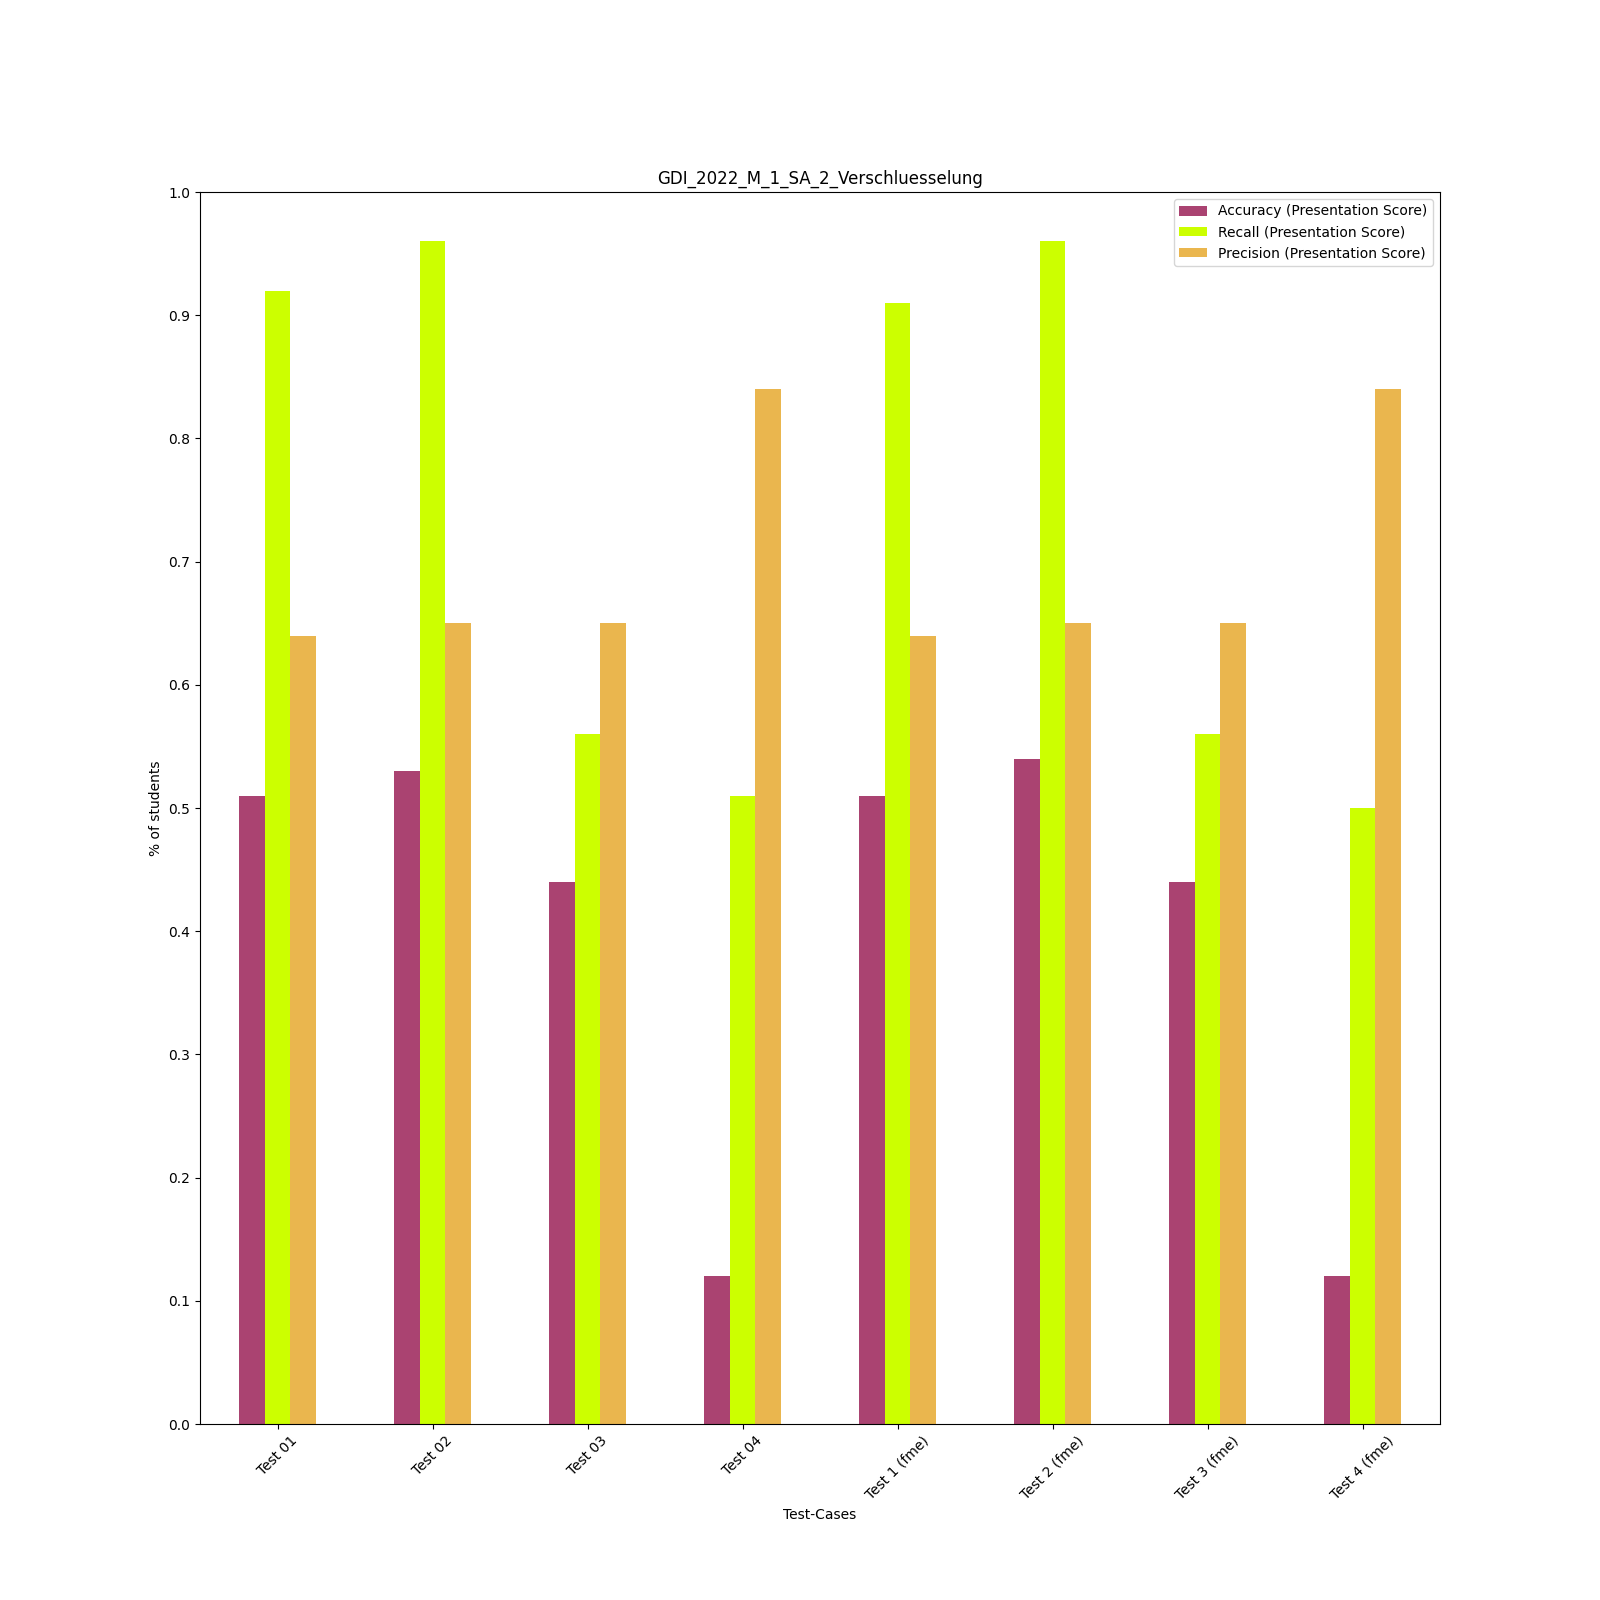 GDI_2022_M_1_SA_2_Verschluesselung
Accuracy (Presentation Score)
Recall (Presentation Score)
Precision (Presentation Score)
1.0
0.9
0.8
0.7
0.6
0.5
0.4
0.3
0.2
0.1
0.0
% of students
Test 01
Test 02
Test 03
Test 04
Test 1 (fme)
Test 2 (fme)
Test 3 (fme)
Test 4 (fme)
Test-Cases